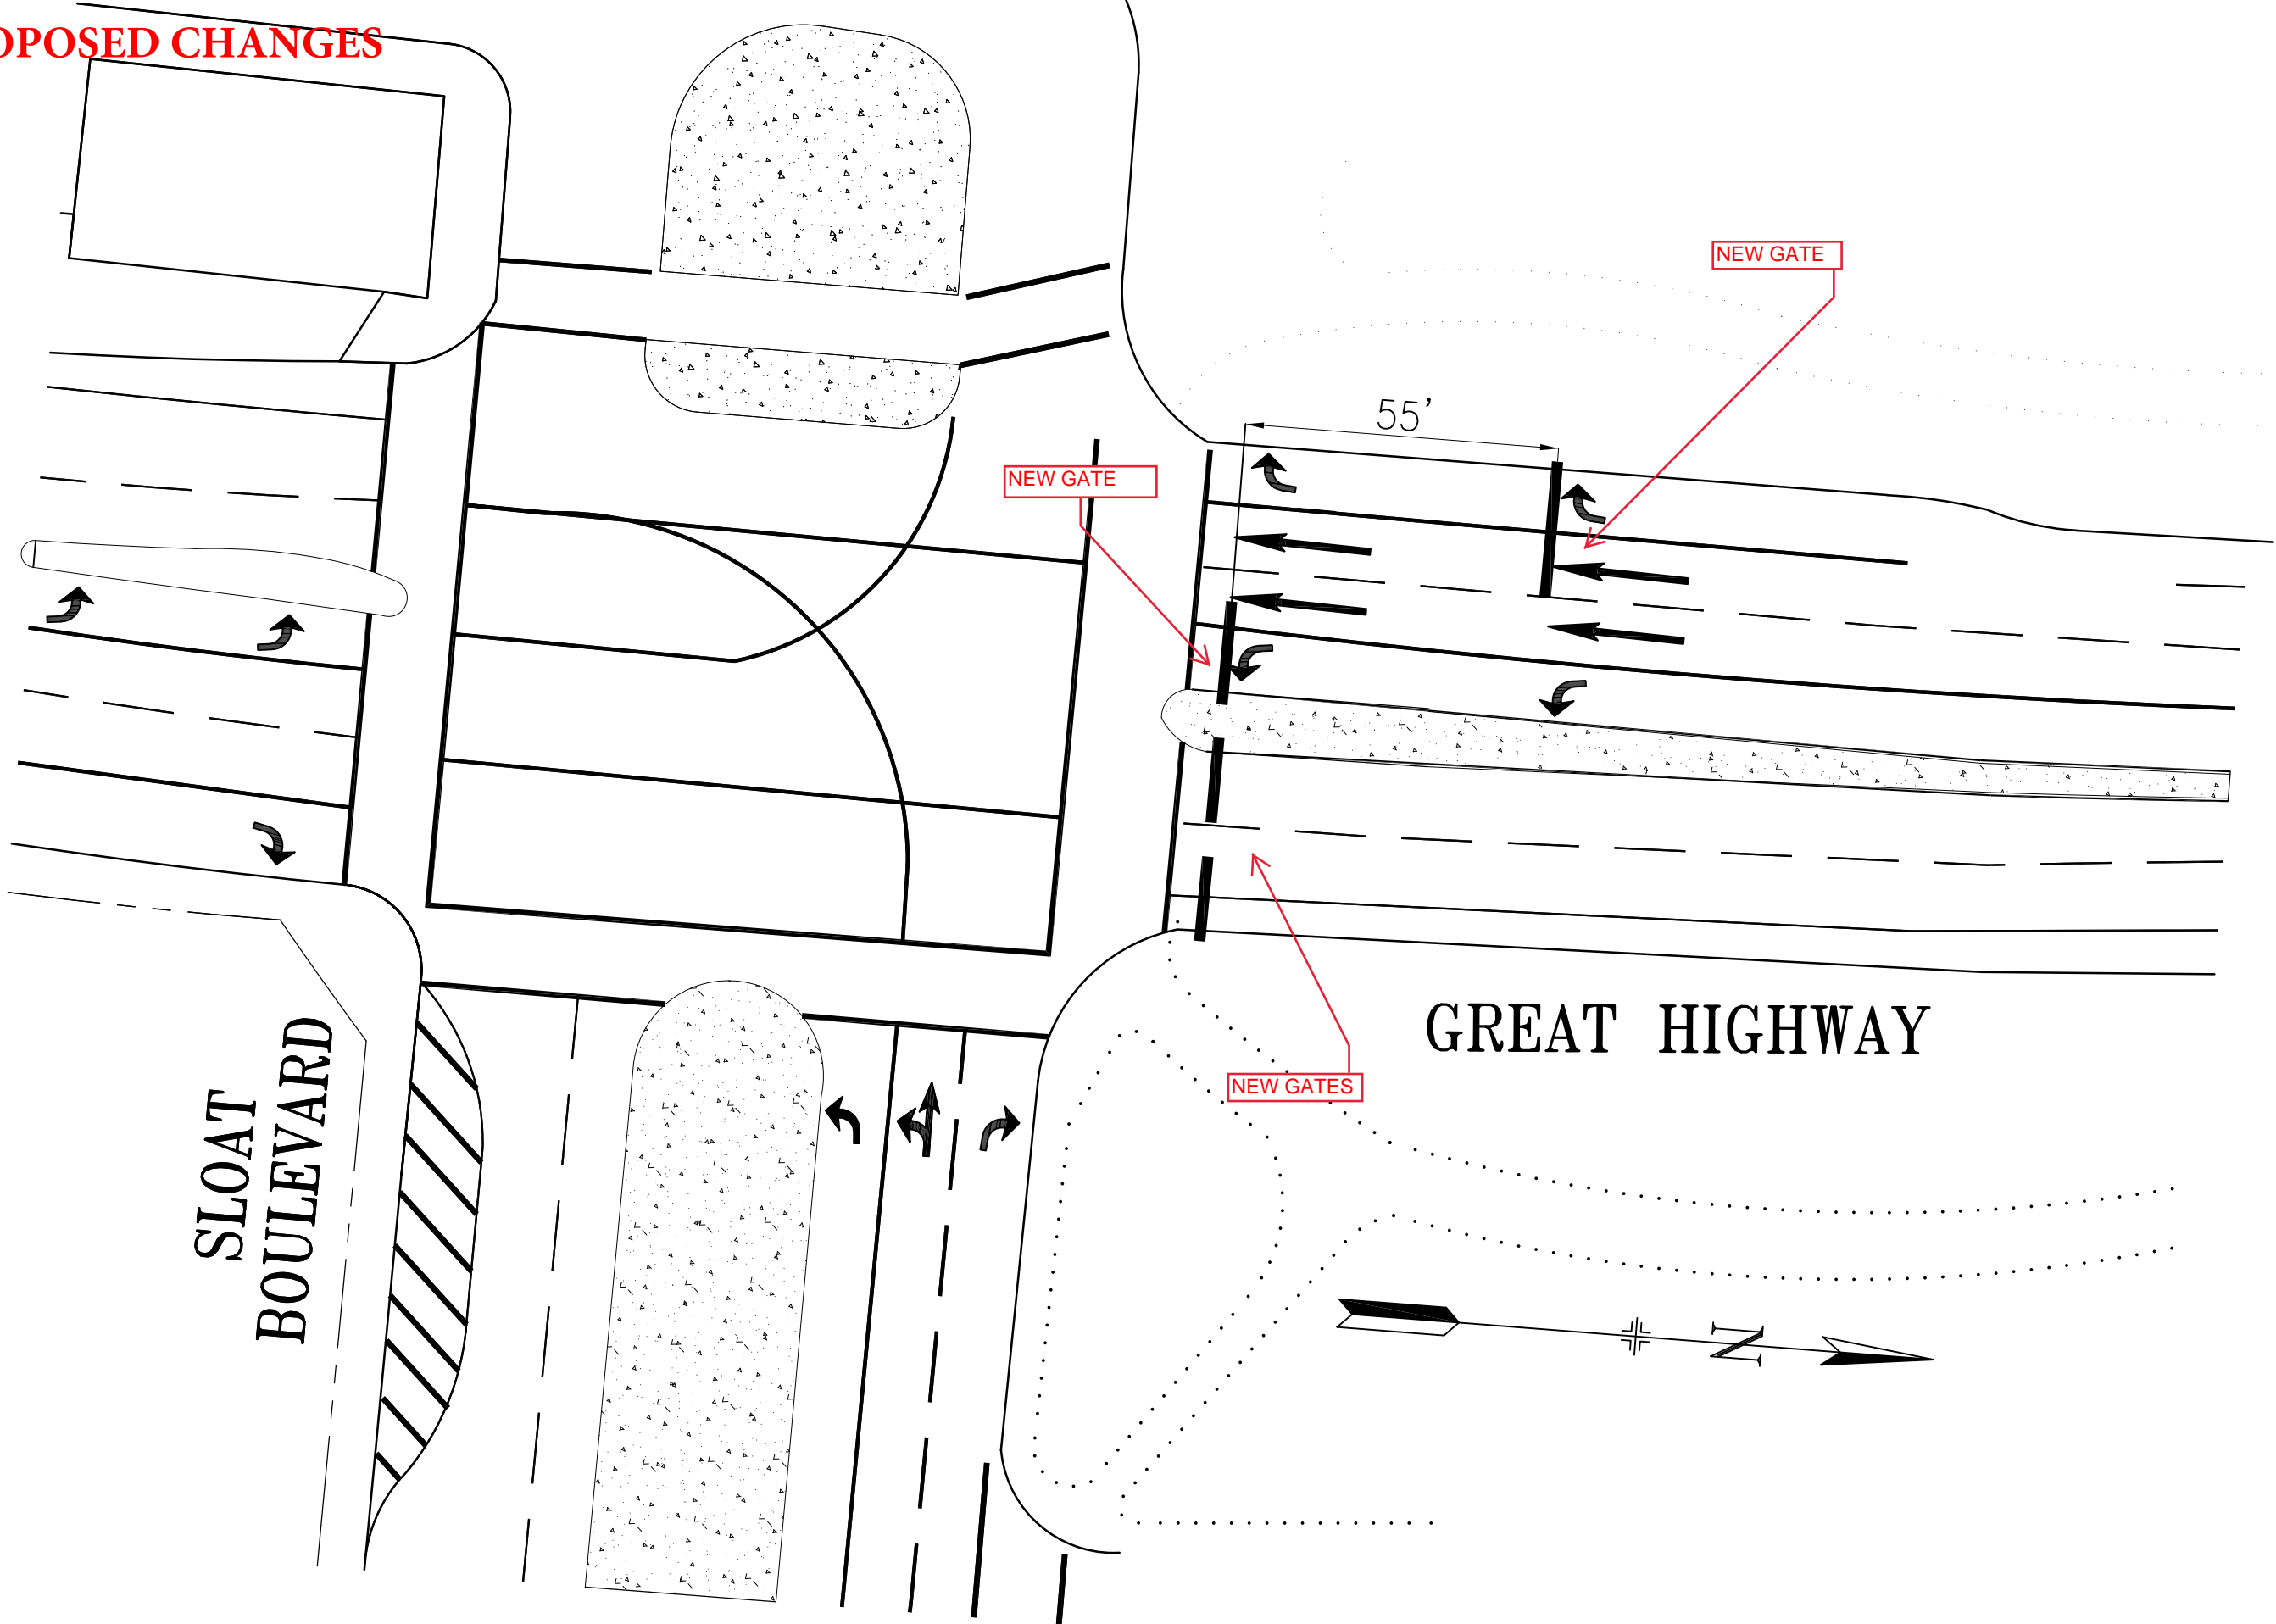 OPOSED CHANGES
NEW GATE
55'
NEW GATE
GREAT HIGHWAY
NEW GATES
SLOAT
BOULEVARD
N